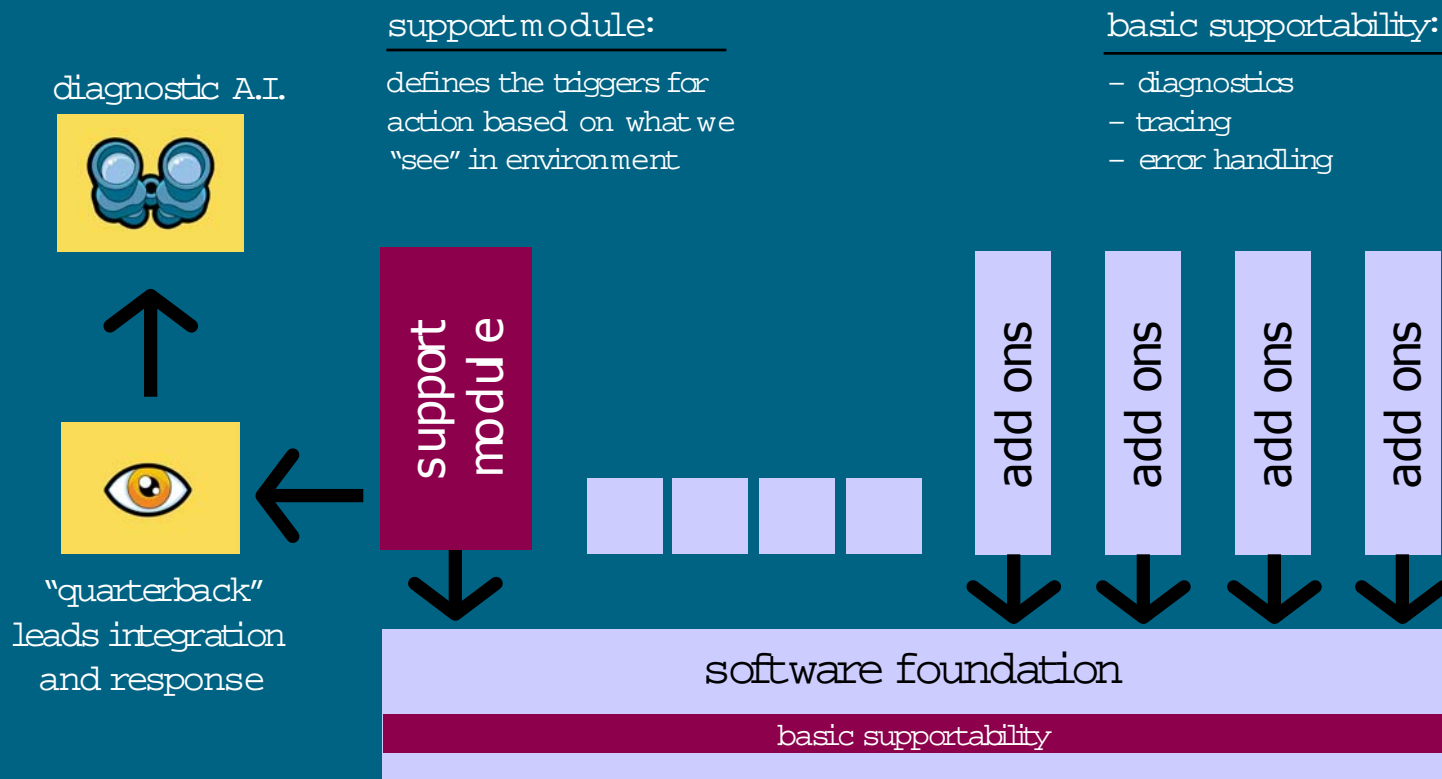 support module:
defines the triggers for
action based on what we
“see” in environment
basic supportability:
- diagnostics
- tracing
- error handling
diagnostic A.I.
“quarterback”
leads integration
and response
support
module
add ons
add ons
add ons
add ons
software foundation
basic supportability